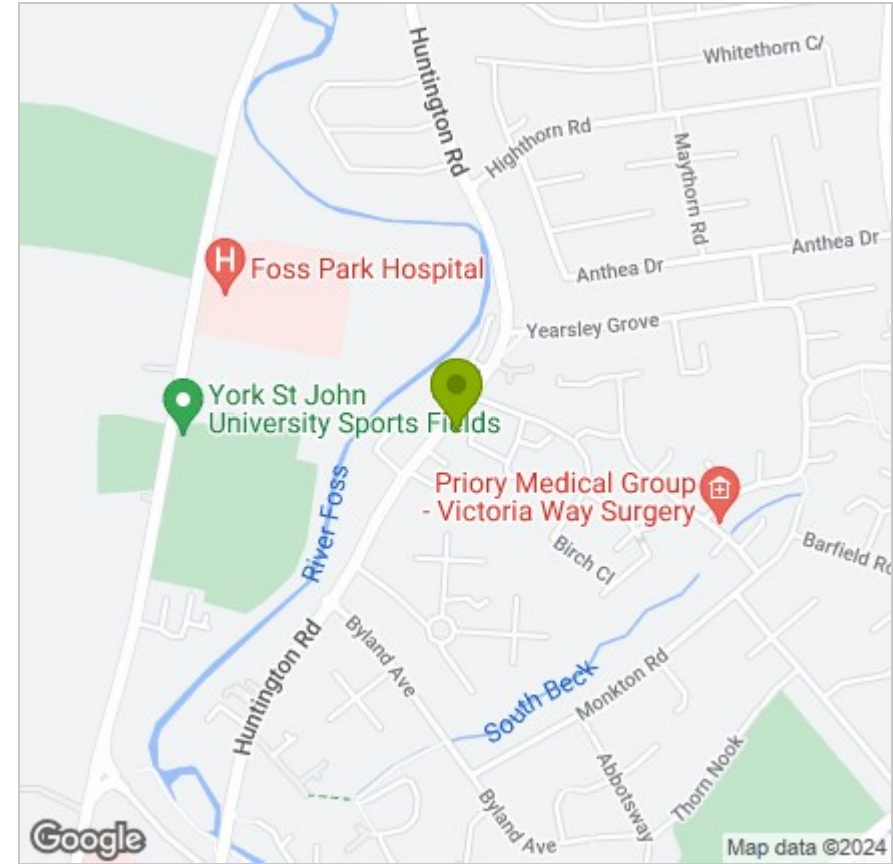 Huntington Rd
Whitethorn C/
Highthorn Rd
Maythorn Rd
Anthea Dr
Anthea Dr
H
Foss Park Hospital
Yearsley Grove
York St John
University Sports Fields
River Foss
Priory Medical Group
- Victoria Way Surgery
Birch Cl
Barfield Rd
Byland Ave
Huntington Rd
South Beck
Monkton Rd
Abbotsway
Thorn Nook
Byland Ave
Google
Map data ©2024